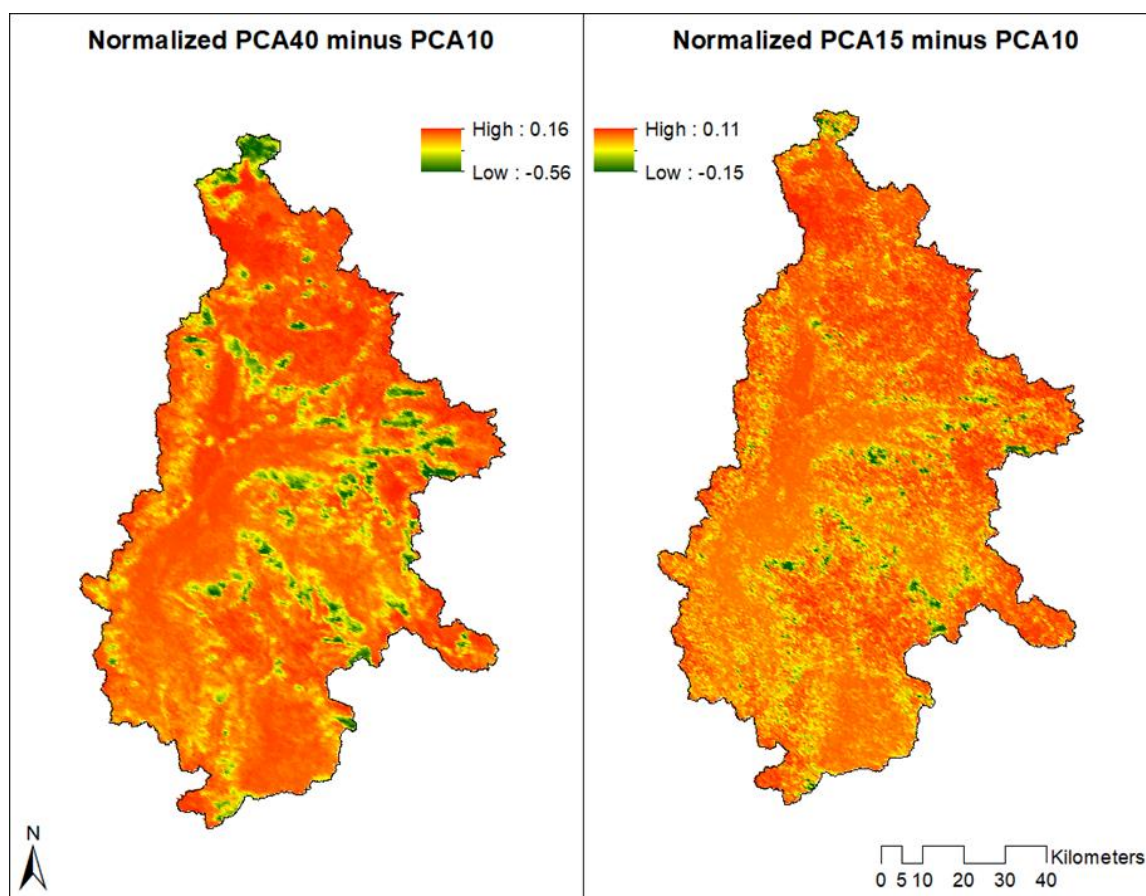 Normalized PCA40 minus PCA10
High : 0.16
Low : -0.56
Normalized PCA15 minus PCA10
High : 0.11
Low : -0.15
N
Kilometers
0 5 10 20 30 40